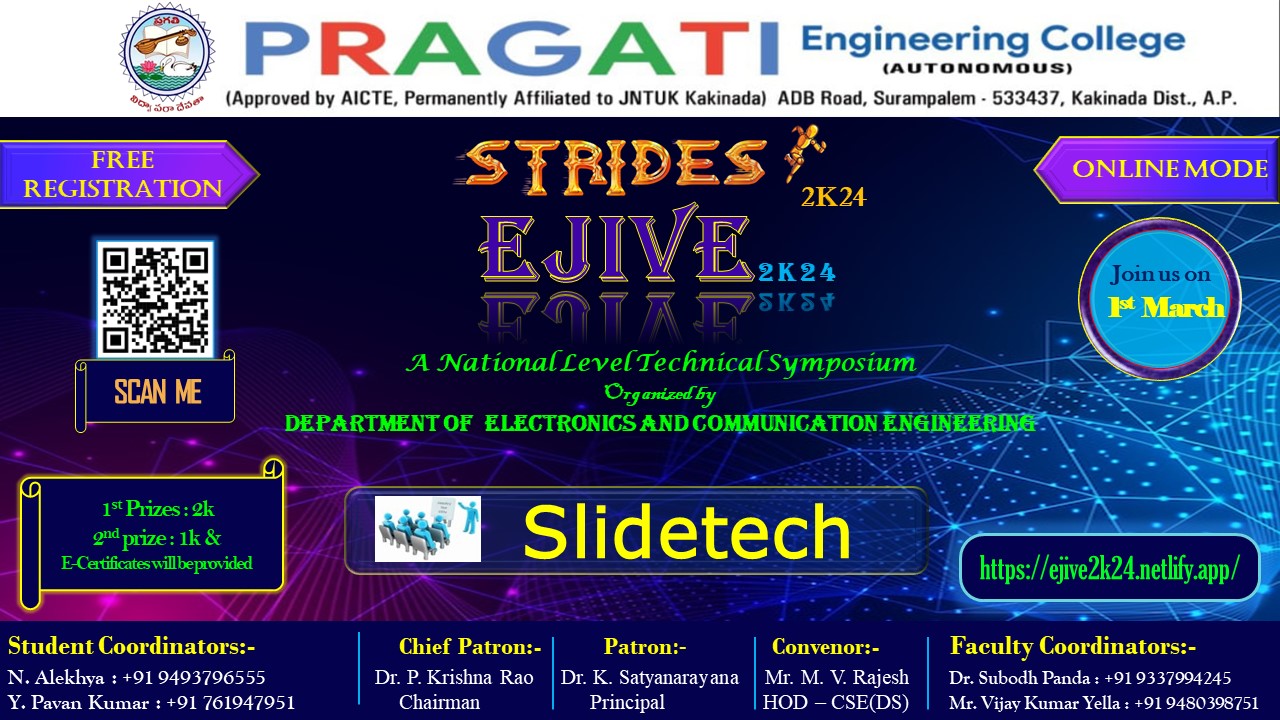 ప్రగతి
విద్యా పరా దేవతా
PRAGATI Engineering College
(AUTONOMOUS)
(Approved by AICTE, Permanently Affiliated to JNTUK Kakinada) ADB Road, Surampalem - 533437, Kakinada Dist., A.P.
FREE
REGISTRATION
STRIDES
2K24
ONLINE MODE
EJIVE 2K24
Join us on
1st March
SCAN ME
A National Level Technical Symposium
Organized by
DEPARTMENT OF ELECTRONICS AND COMMUNICATION ENGINEERING
1st Prizes : 2k
2nd prize : 1k &
E-Certificates will be provided
Slidetech
https://ejive2k24.netlify.app/
Student Coordinators:-
N. Alekhya : +91 9493796555
Y. Pavan Kumar : +91 761947951
Chief Patron:-
Dr. P. Krishna Rao
Chairman
Patron:-
Dr. K. Satyanarayana
Principal
Convenor:-
Mr. M. V. Rajesh
HOD – CSE(DS)
Faculty Coordinators:-
Dr. Subodh Panda : +91 9337994245
Mr. Vijay Kumar Yella : +91 9480398751